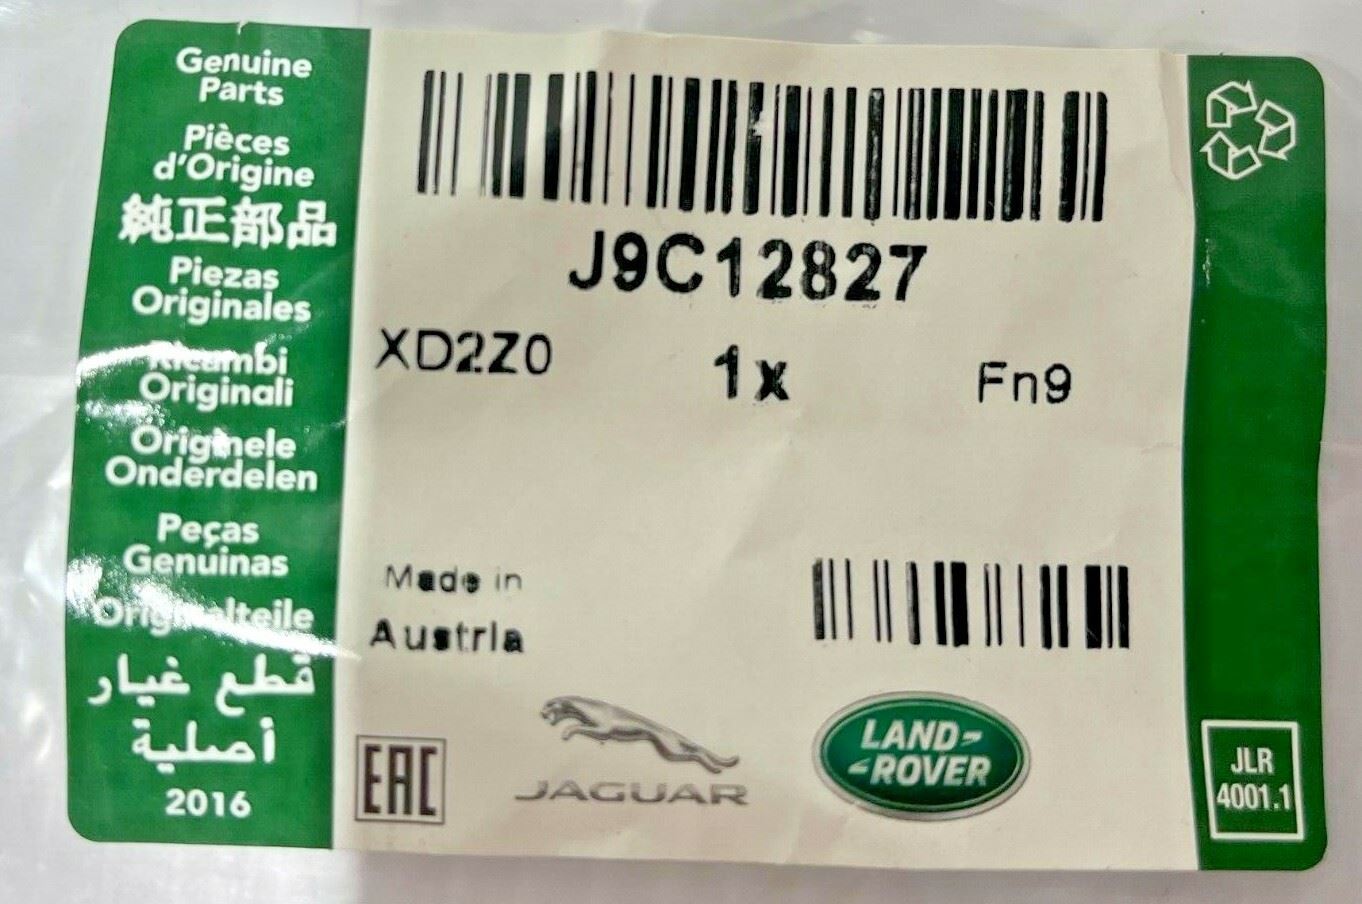 Genuine
Parts
Pièces
d'Origine
純正部品
Piezas
Originales
Ricambi
Originali
Originele
Onderdelen
Peças
Genuinas
Originalteile
قطع غيار
أصلية
2016
J9C12827
XD2Z0
1x
Fn9
Made in
Austria
EAC
JAGUAR
LAND-
-ROVER
JLR
4001.1